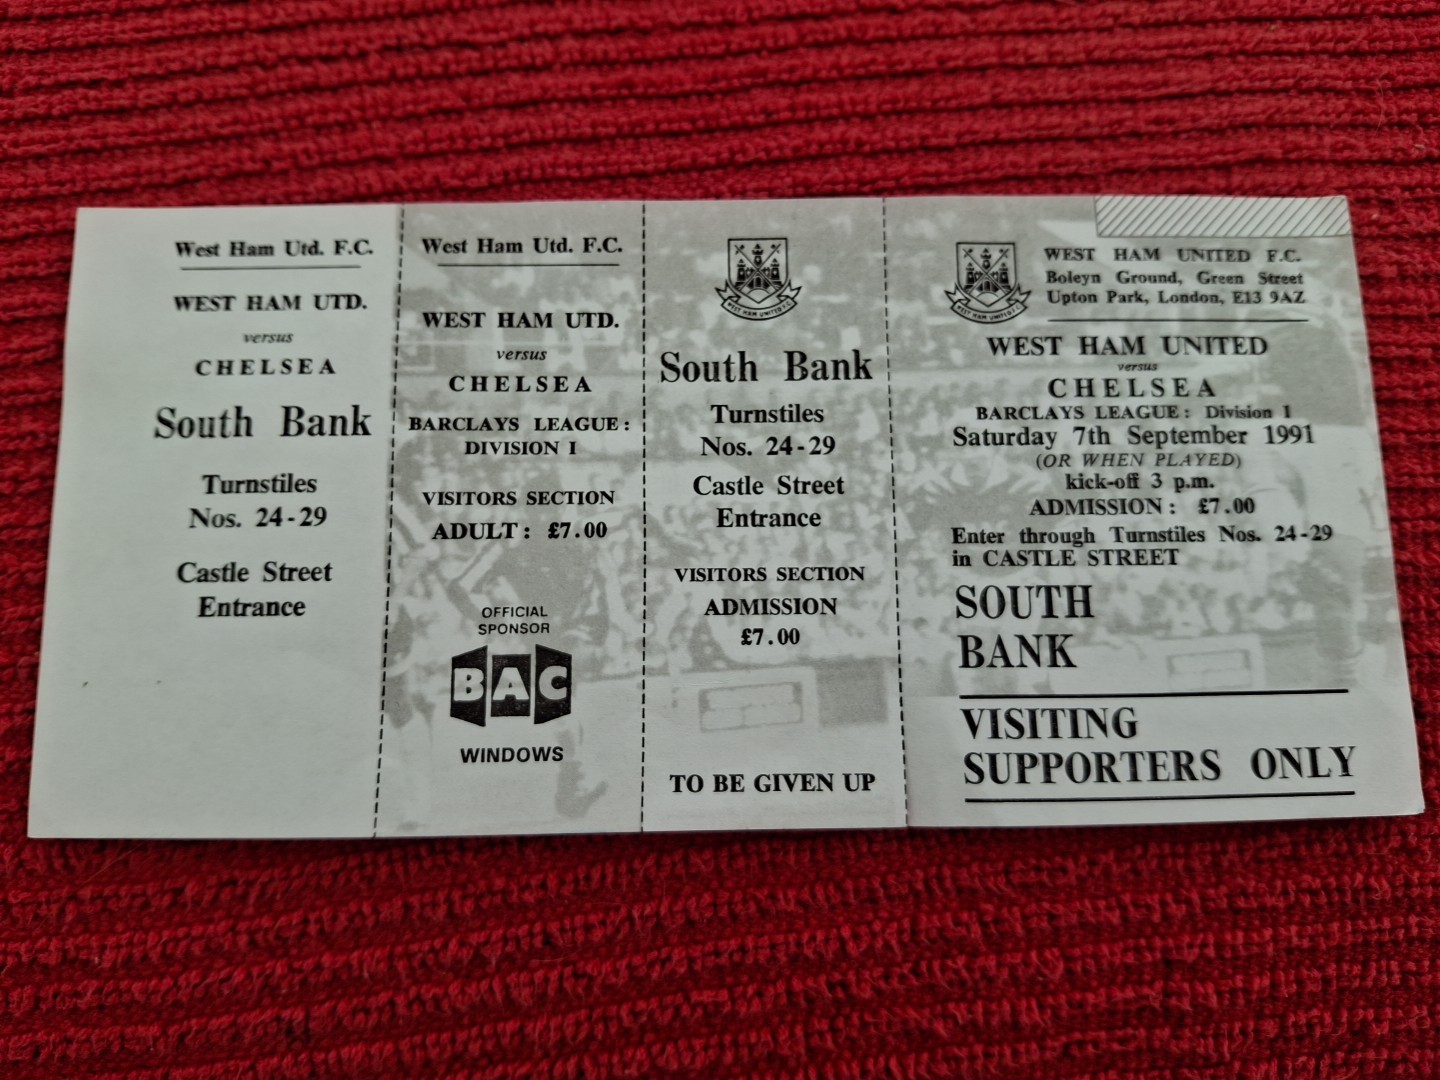 West Ham Utd. F.C.
WEST HAM UTD.
versus
CHELSEA
South Bank
Turnstiles
Nos. 24-29
Castle Street
Entrance
West Ham Utd. F.C.
WEST HAM UTD.
versus
CHELSEA
BARCLAYS LEAGUE:
DIVISION I
VISITORS SECTION
ADULT: £7.00
OFFICIAL
SPONSOR
BAC
WINDOWS
WEST HAM UNITED F.C.
South Bank
Turnstiles
Nos. 24-29
Castle Street
Entrance
VISITORS SECTION
ADMISSION
£7.00
TO BE GIVEN UP
WEST HAM UNITED F.C.
WEST HAM UNITED F.C.
Boleyn Ground, Green Street
Upton Park, London, E13 9AZ
WEST HAM UNITED
versus
CHELSEA
BARCLAYS LEAGUE: Division 1
Saturday 7th September 1991
(OR WHEN PLAYED)
kick-off 3 p.m.
ADMISSION: £7.00
Enter through Turnstiles Nos. 24-29
in CASTLE STREET
SOUTH
BANK
VISITING
SUPPORTERS ONLY